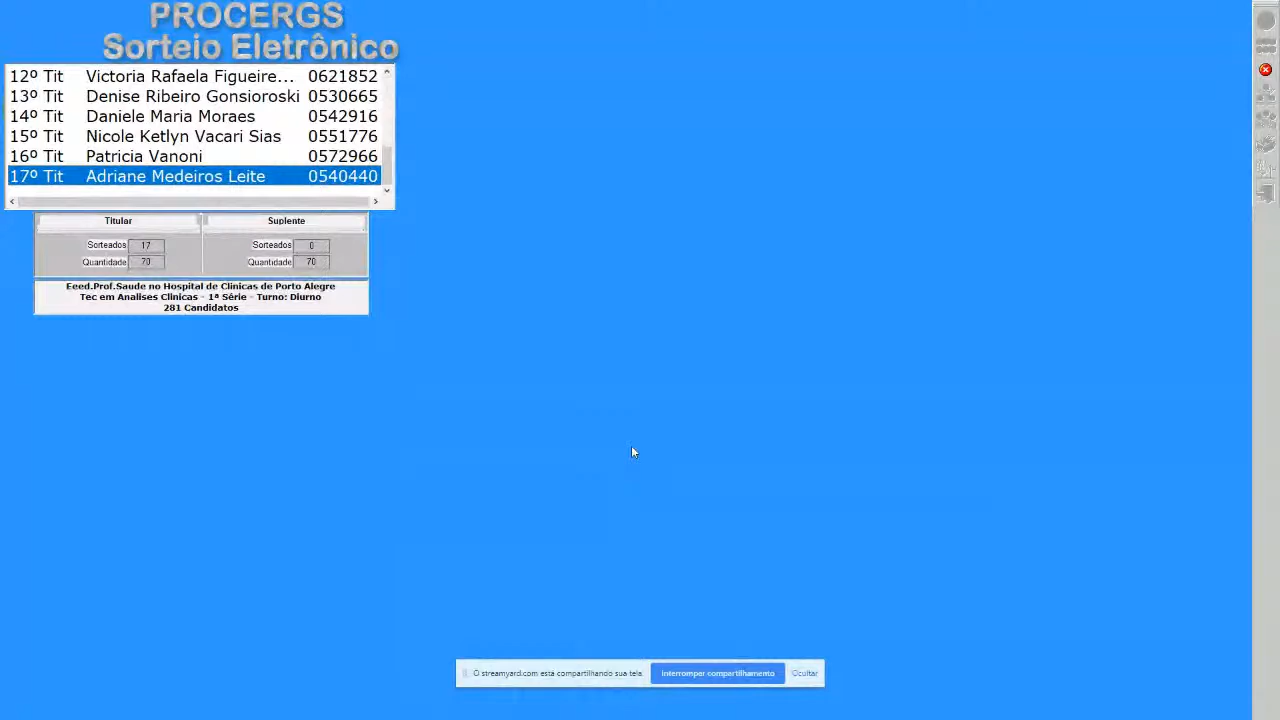 PROCERGS
Sorteio Eletrônico
12º Tit Victoria Rafaela Figueire... 0621852
13º Tit Denise Ribeiro Gonsioroski 0530665
14º Tit Daniele Maria Moraes 0542916
15º Tit Nicole Ketlyn Vacari Sias 0551776
16º Tit Patricia Vanoni 0572966
17º Tit Adriane Medeiros Leite 0540440
Titular Suplente
Sorteados 17 Sorteados 0
Quantidade 70 Quantidade 70
Eeed.Prof.Saude no Hospital de Clinicas de Porto Alegre
Tec em Analises Clinicas - 1ª Série - Turno: Diurno
281 Candidatos
O streamyard.com está compartilhando sua tela. Interromper compartilhamento Ocultar